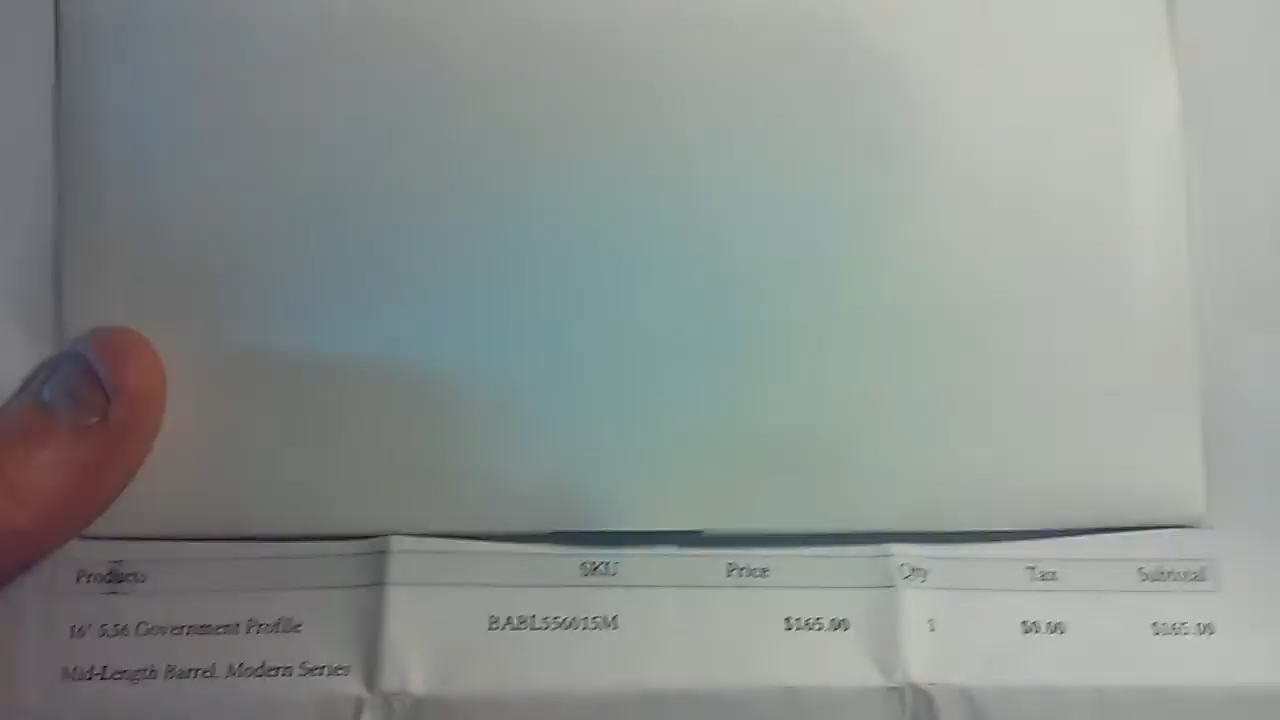 Products SKU Price Qty Tax Subtotal
16" 5.56 Government Profile BABL556015M $165.00 1 $0.00 $165.00
Mid-Length Barrel, Modern Series